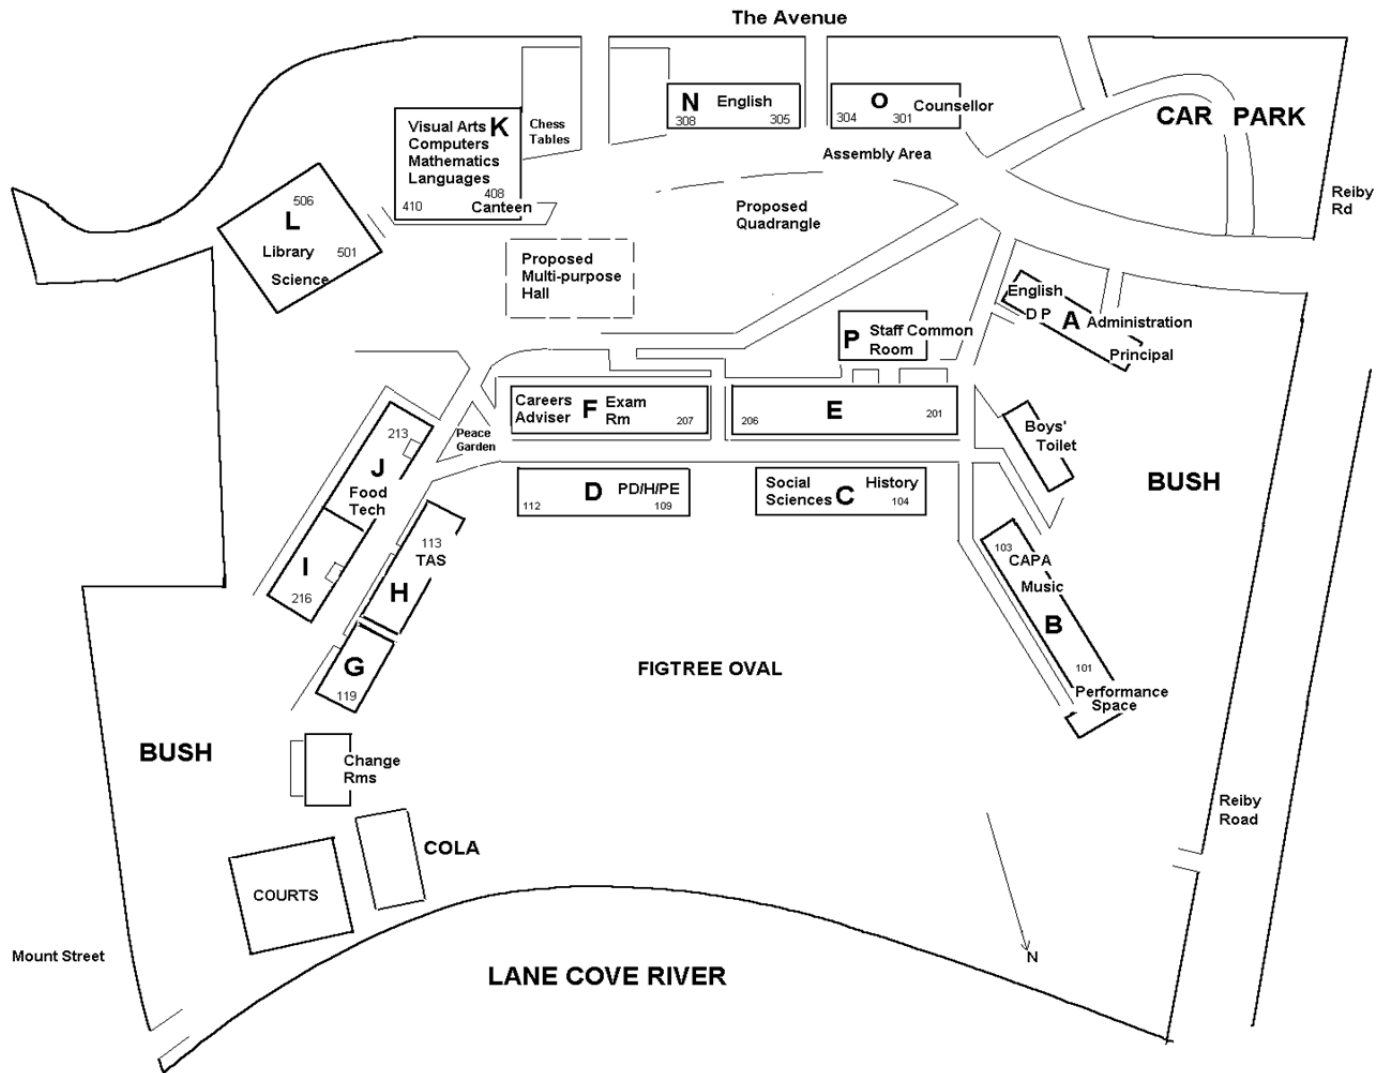 The Avenue
N English
308 305
O Counsellor
304 301
CAR PARK
Visual Arts K
Computers
Mathematics
Languages
408
410
Canteen
Chess
Tables
Assembly Area
Reiby
Rd
506
L
Library 501
Science
Proposed
Quadrangle
Proposed
Multi-purpose
Hall
English
D P A Administration
Principal
P Staff Common
Room
Careers
Adviser F Exam
Rm
207
E
206 201
213
J
Food
Tech
Peace
Garden
Boys'
Toilet
BUSH
D PD/H/PE
112 109
Social
Sciences C History
104
I
216
113
TAS
H
G
119
103
CAPA
Music
B
101
Performance
Space
FIGTREE OVAL
BUSH
Change
Rms
COLA
COURTS
Reiby
Road
N
Mount Street
LANE COVE RIVER